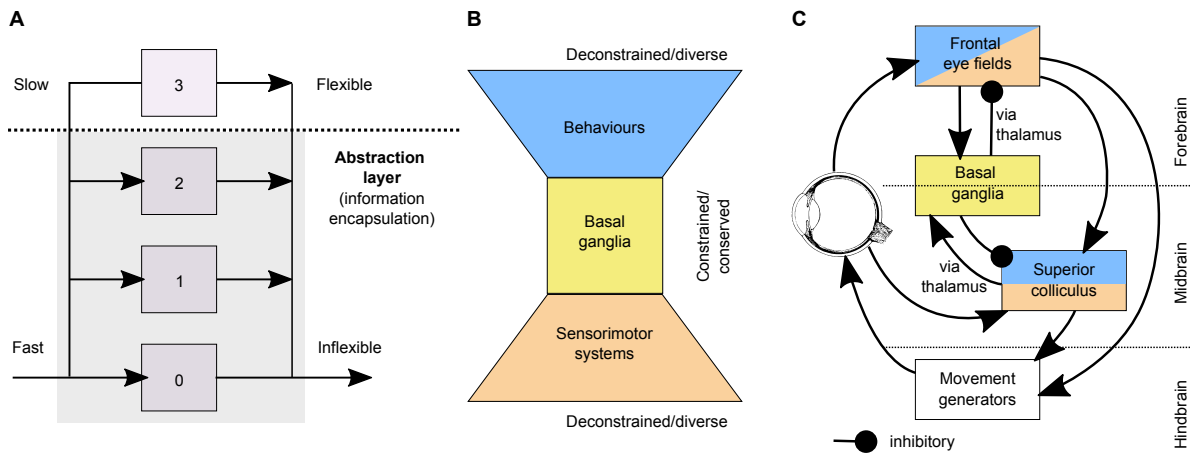 A
Slow
3
Flexible
2
Abstraction
layer
(information
encapsulation)
1
Fast
0
Inflexible
B
Deconstrained/diverse
Behaviours
Basal
ganglia
Constrained/
conserved
Sensorimotor
systems
Deconstrained/diverse
C
Frontal
eye fields
via
thalamus
Forebrain
Basal
ganglia
via
thalamus
Superior
colliculus
Midbrain
Movement
generators
Hindbrain
inhibitory